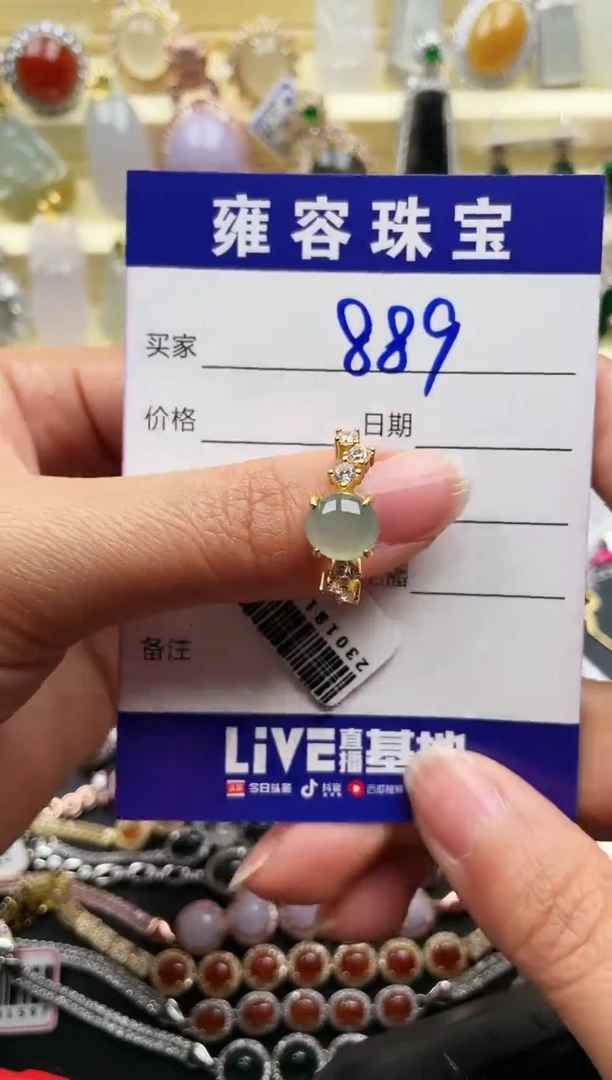 雍容珠宝
买家 889
价格 日期
备注
230181
LIVE直播基地
今日头条 抖音 西瓜视频